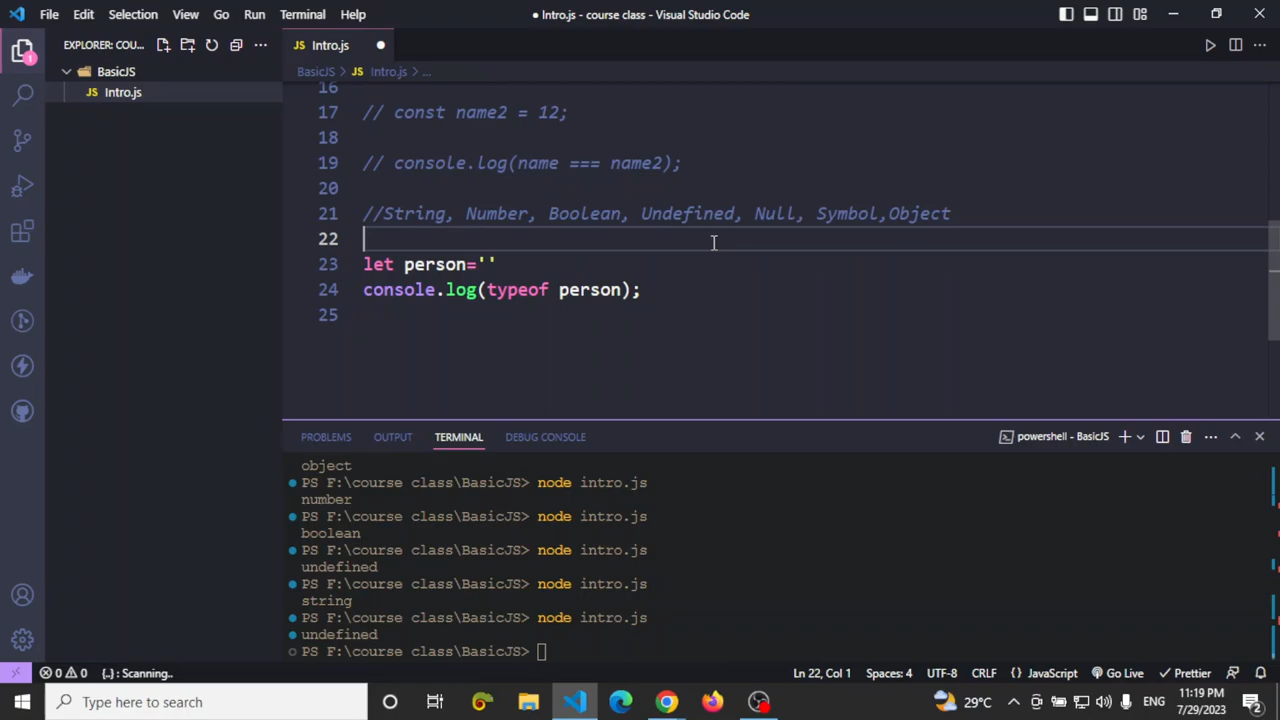 File Edit Selection View Go Run Terminal Help
● Intro.js - course class - Visual Studio Code
EXPLORER: COU...
JS Intro.js ●
BasicJS
JS Intro.js
BasicJS > JS Intro.js > ...
16
17 // const name2 = 12;
18
19 // console.log(name === name2);
20
21 //String, Number, Boolean, Undefined, Null, Symbol,Object
22
23 let person=''
24 console.log(typeof person);
25
PROBLEMS OUTPUT TERMINAL DEBUG CONSOLE
powershell - BasicJS
object
PS F:\course class\BasicJS> node intro.js
number
PS F:\course class\BasicJS> node intro.js
boolean
PS F:\course class\BasicJS> node intro.js
undefined
PS F:\course class\BasicJS> node intro.js
string
PS F:\course class\BasicJS> node intro.js
undefined
PS F:\course class\BasicJS>
1
0 0 {..} : Scanning..
Ln 22, Col 1 Spaces: 4 UTF-8 CRLF { } JavaScript Go Live Prettier
Type here to search
29°C
ENG
11:19 PM
7/29/2023
2